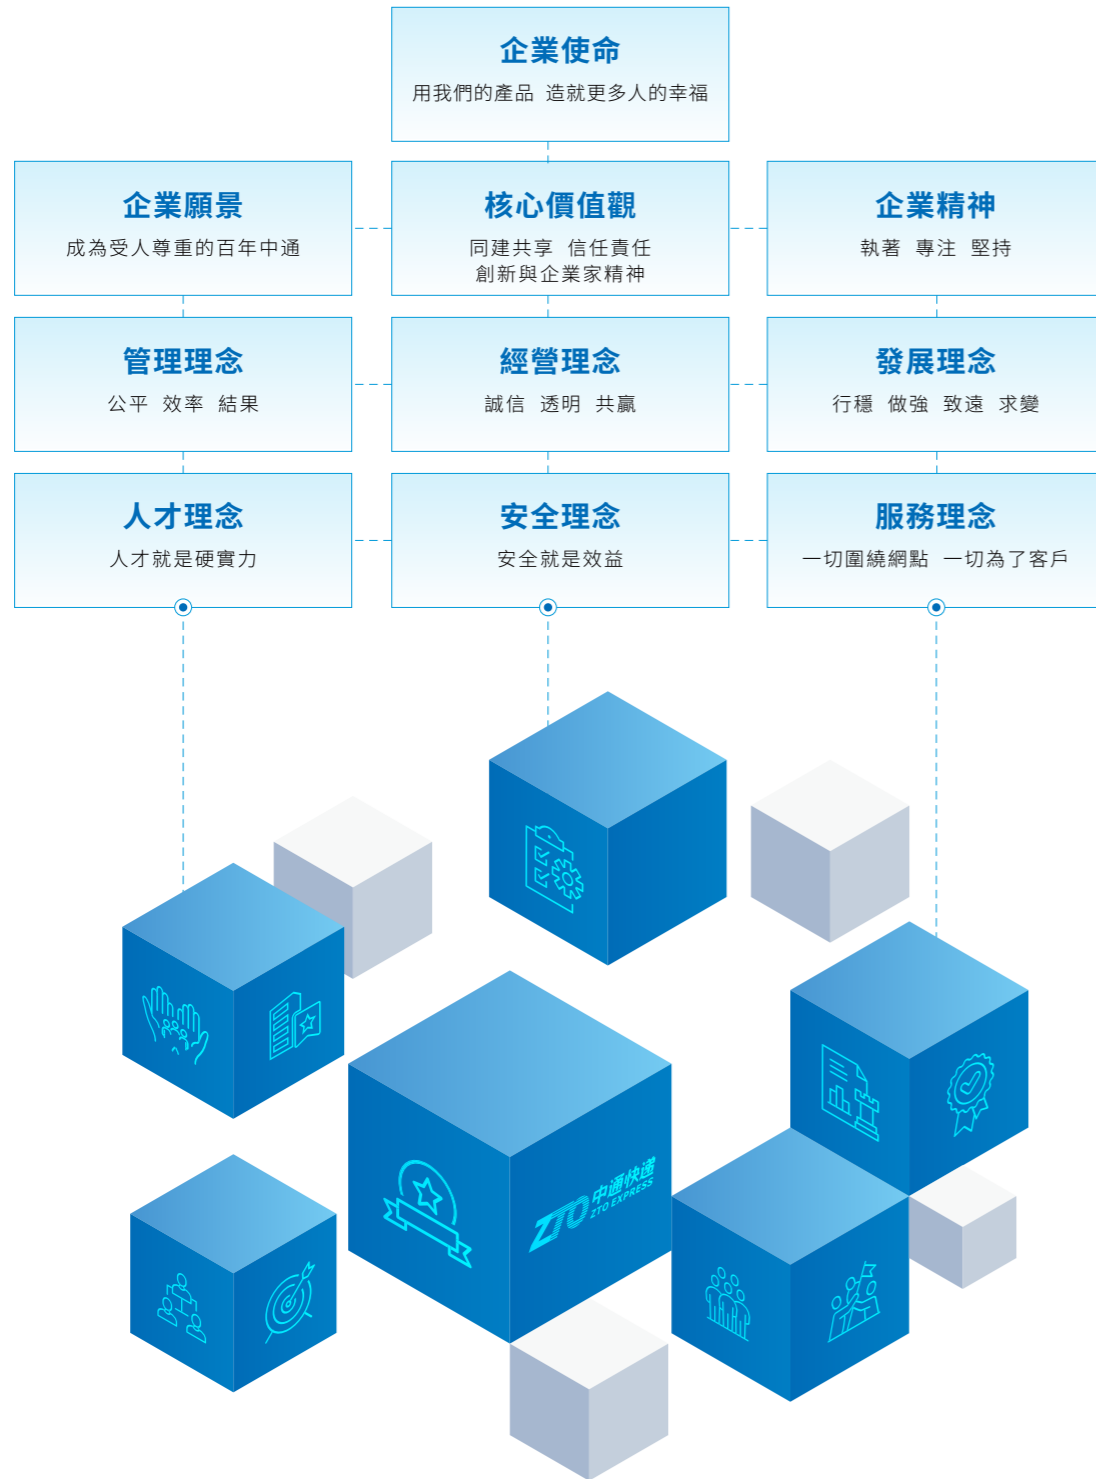 企業使命
用我們的產品 造就更多人的幸福
企業願景
成為受人尊重的百年中通
核心價值觀
同建共享 信任責任
創新與企業家精神
企業精神
執著 專注 堅持
管理理念
公平 效率 結果
經營理念
誠信 透明 共贏
發展理念
行穩 做強 致遠 求變
人才理念
人才就是硬實力
安全理念
安全就是效益
服務理念
一切圍繞網點 一切為了客戶
ZTO 中通快递
ZTO EXPRESS